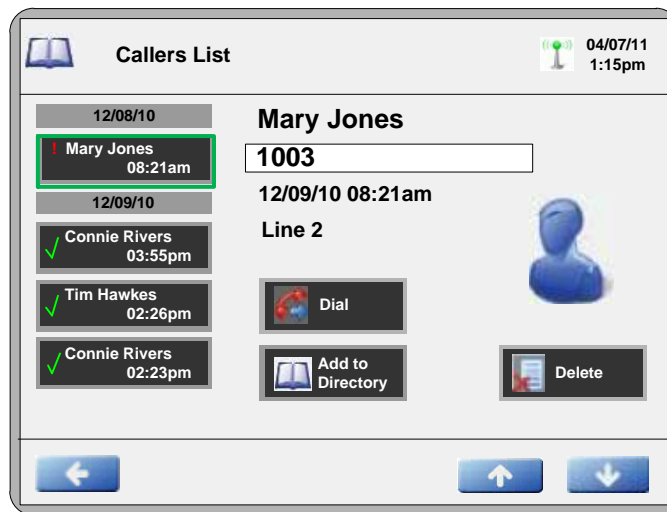 Callers List
04/07/11
1:15pm
12/08/10
! Mary Jones
08:21am
12/09/10
Connie Rivers
03:55pm
Tim Hawkes
02:26pm
Connie Rivers
02:23pm
Mary Jones
1003
12/09/10 08:21am
Line 2
Dial
Add to
Directory
Delete